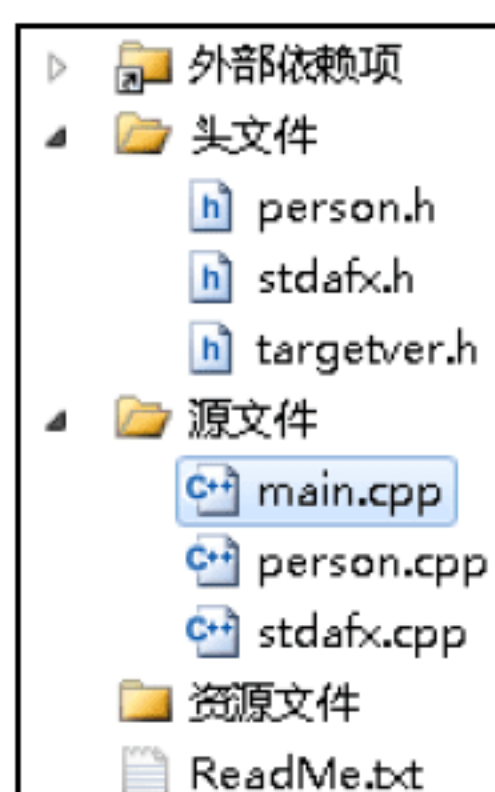 外部依赖项
头文件
h person.h
h stdafx.h
h targetver.h
源文件
C++ main.cpp
C++ person.cpp
C++ stdafx.cpp
资源文件
ReadMe.txt